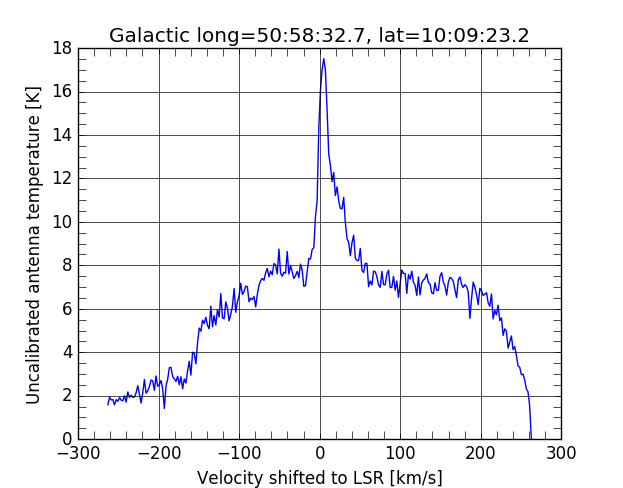 Galactic long=50:58:32.7, lat=10:09:23.2
18
16
14
12
10
8
6
4
2
0
Uncalibrated antenna temperature [K]
−300 −200 −100 0 100 200 300
Velocity shifted to LSR [km/s]